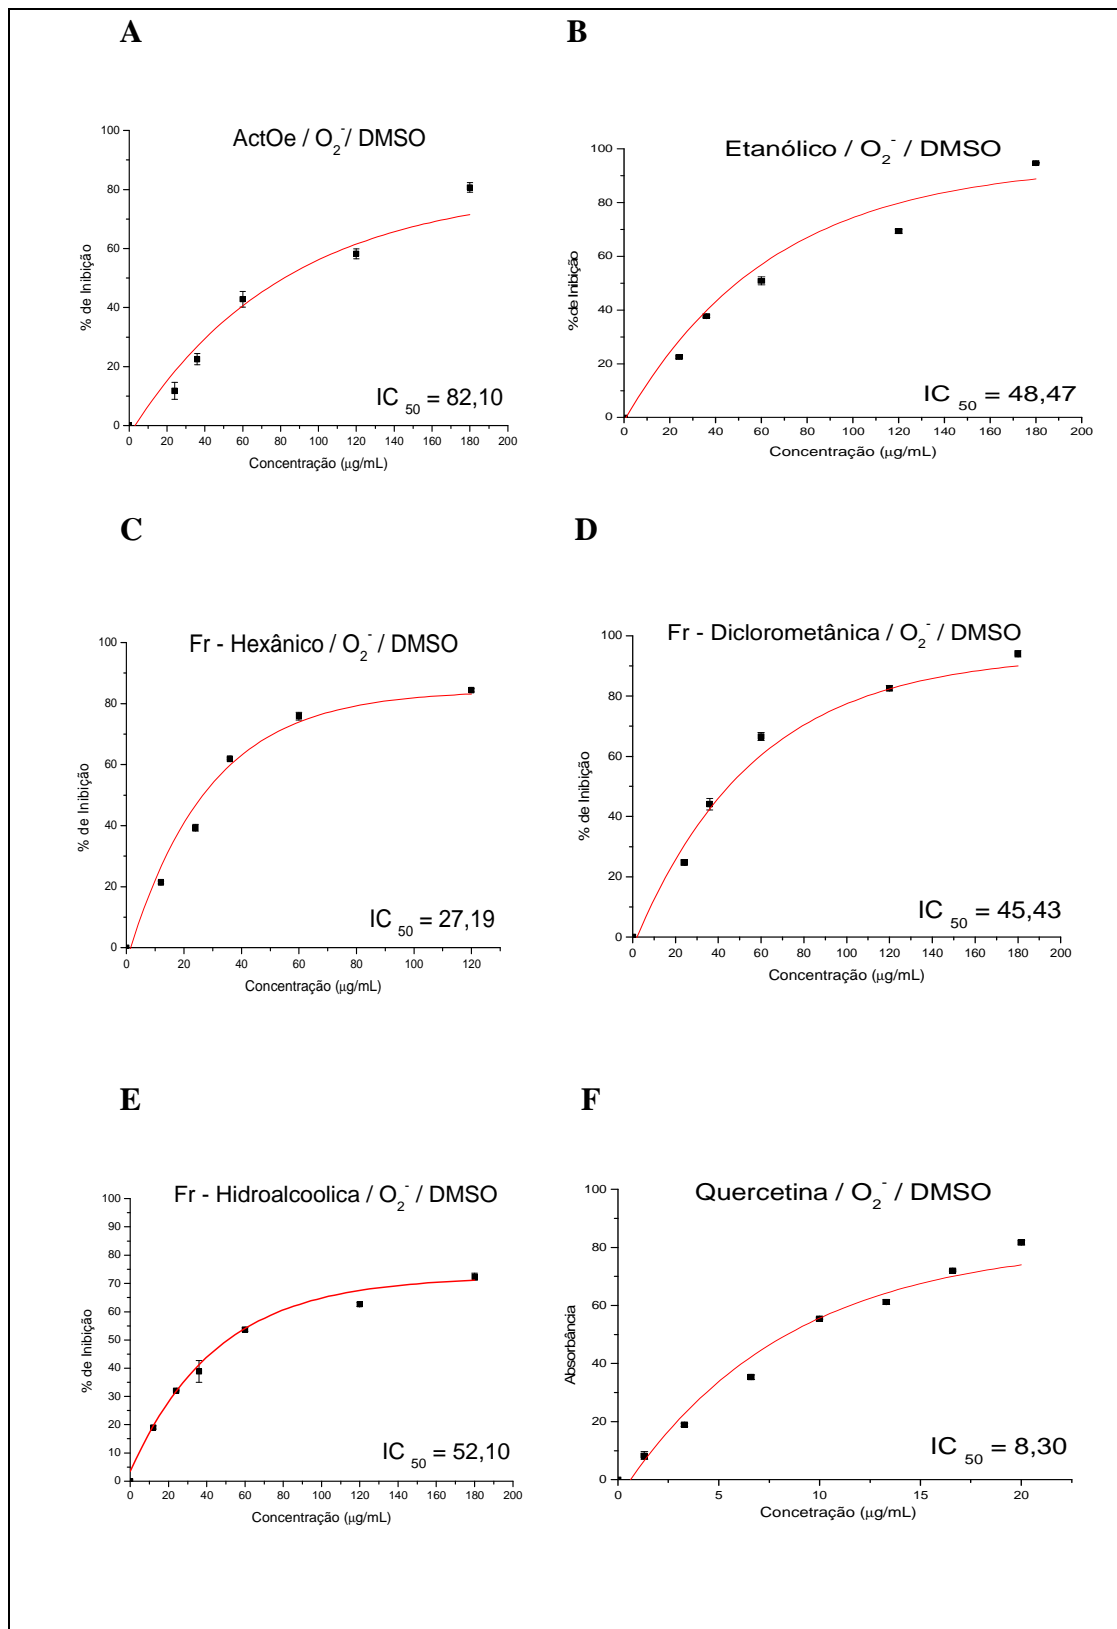 A
ActOe / O2- / DMSO
% de Inibição
100
80
60
40
20
0
IC 50 = 82,10
0 20 40 60 80 100 120 140 160 180 200
Concentração (µg/mL)
B
Etanólico / O2- / DMSO
% de Inibição
100
80
60
40
20
0
IC 50 = 48,47
0 20 40 60 80 100 120 140 160 180 200
Concentração (µg/mL)
C
Fr - Hexânico / O2- / DMSO
% de Inibição
100
80
60
40
20
0
IC 50 = 27,19
0 20 40 60 80 100 120
Concentração (µg/mL)
D
Fr - Diclorometânica / O2- / DMSO
% de Inibição
100
80
60
40
20
0
IC 50 = 45,43
0 20 40 60 80 100 120 140 160 180 200
Concentração (µg/mL)
E
Fr - Hidroalcoolica / O2- / DMSO
% de Inibição
100
90
80
70
60
50
40
30
20
10
0
IC 50 = 52,10
0 20 40 60 80 100 120 140 160 180 200
Concentração (µg/mL)
F
Quercetina / O2- / DMSO
Absorbância
100
80
60
40
20
0
IC 50 = 8,30
0 5 10 15 20
Concetração (µg/mL)